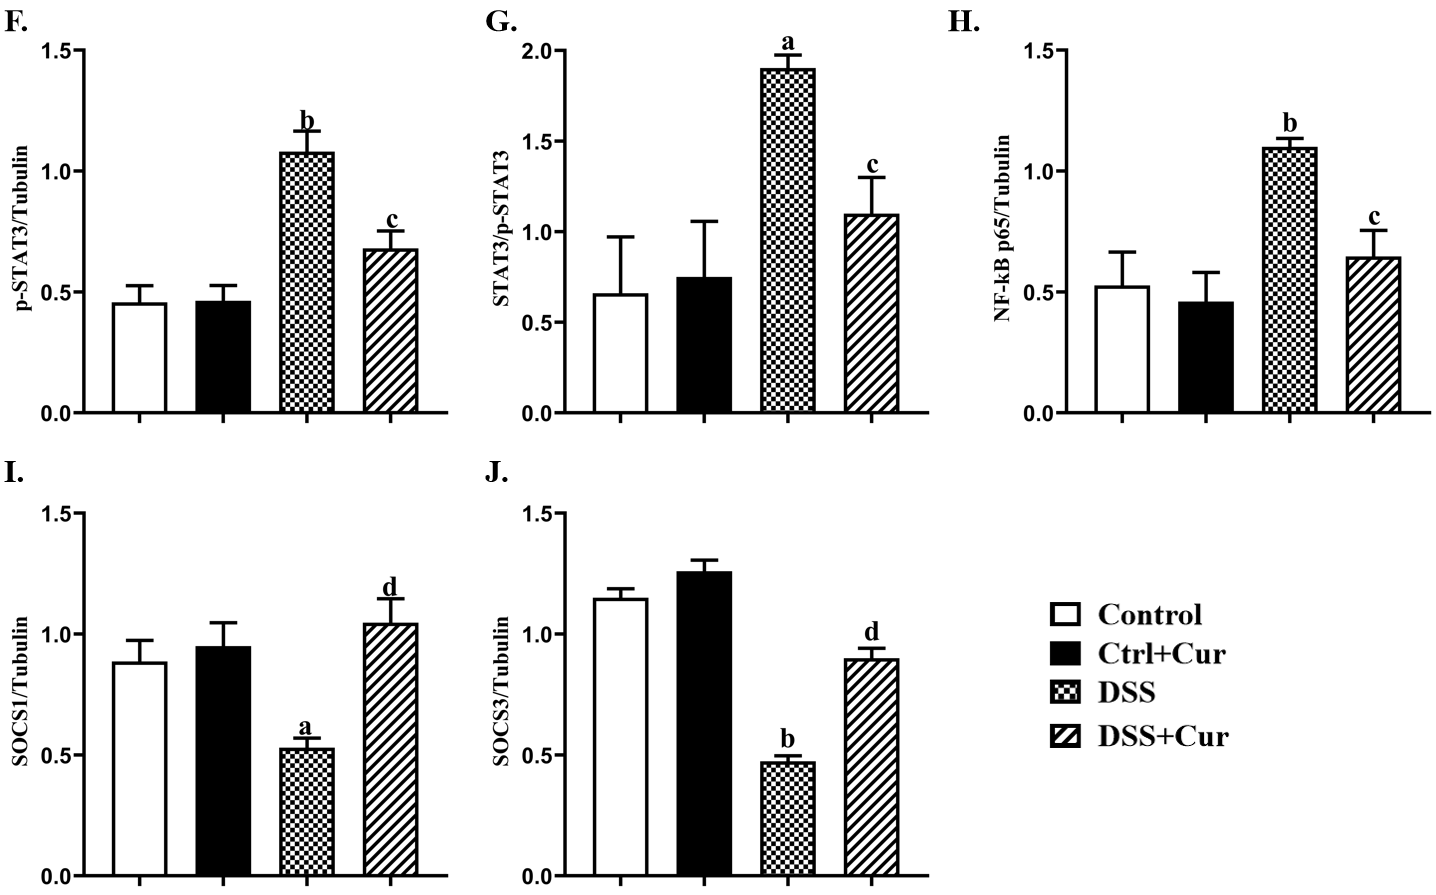 F.
p-STAT3/Tubulin
1.5
1.0
0.5
0.0
b
c
G.
STAT3/p-STAT3
2.0
1.5
1.0
0.5
0.0
a
c
H.
NF-kB p65/Tubulin
1.5
1.0
0.5
0.0
b
c
I.
SOCS1/Tubulin
1.5
1.0
0.5
0.0
a
d
J.
SOCS3/Tubulin
1.5
1.0
0.5
0.0
b
d
Control
Ctrl+Cur
DSS
DSS+Cur